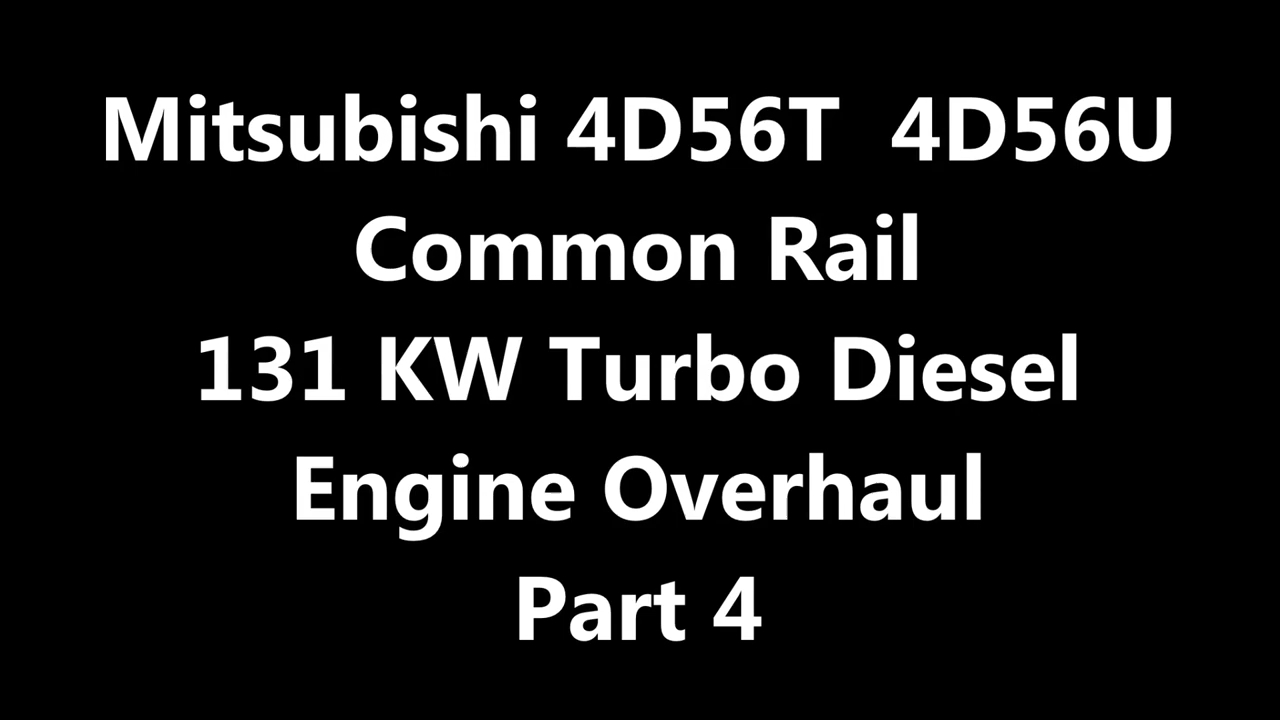 Mitsubishi 4D56T  4D56U
Common Rail
131 KW Turbo Diesel
Engine Overhaul
Part 4